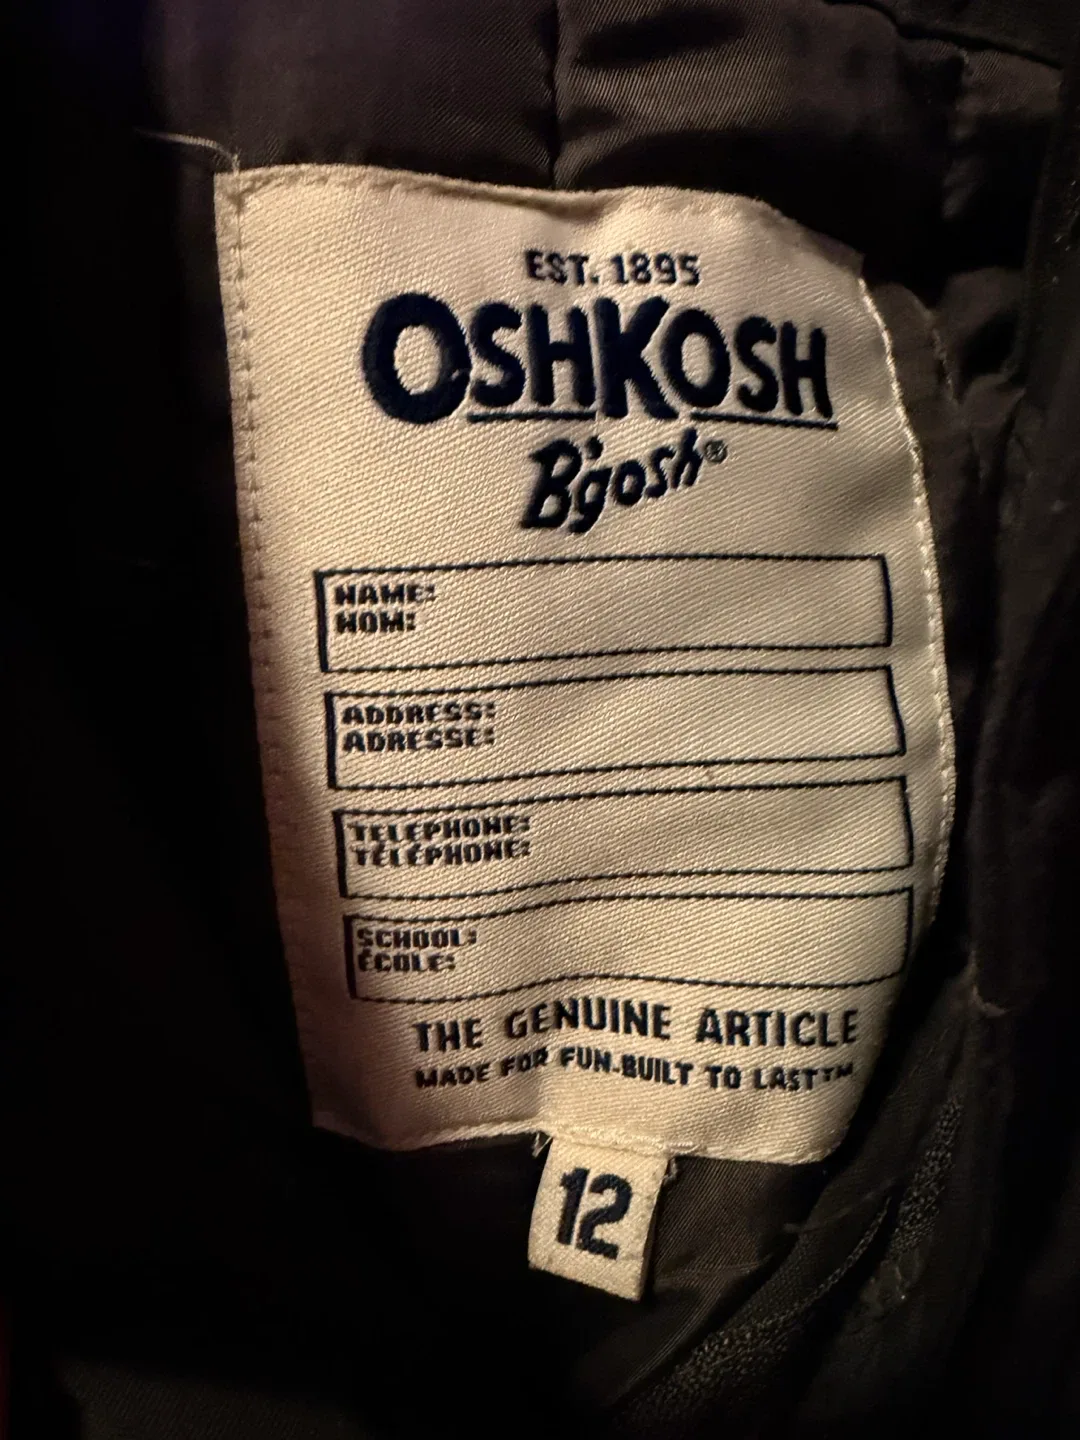 EST. 1895
OSHKOSH
B'gosh®
NAME:
NOM:
ADDRESS:
ADRESSE:
TELEPHONE:
TÉLÉPHONE:
SCHOOL:
ÉCOLE:
THE GENUINE ARTICLE
MADE FOR FUN-BUILT TO LAST™
12